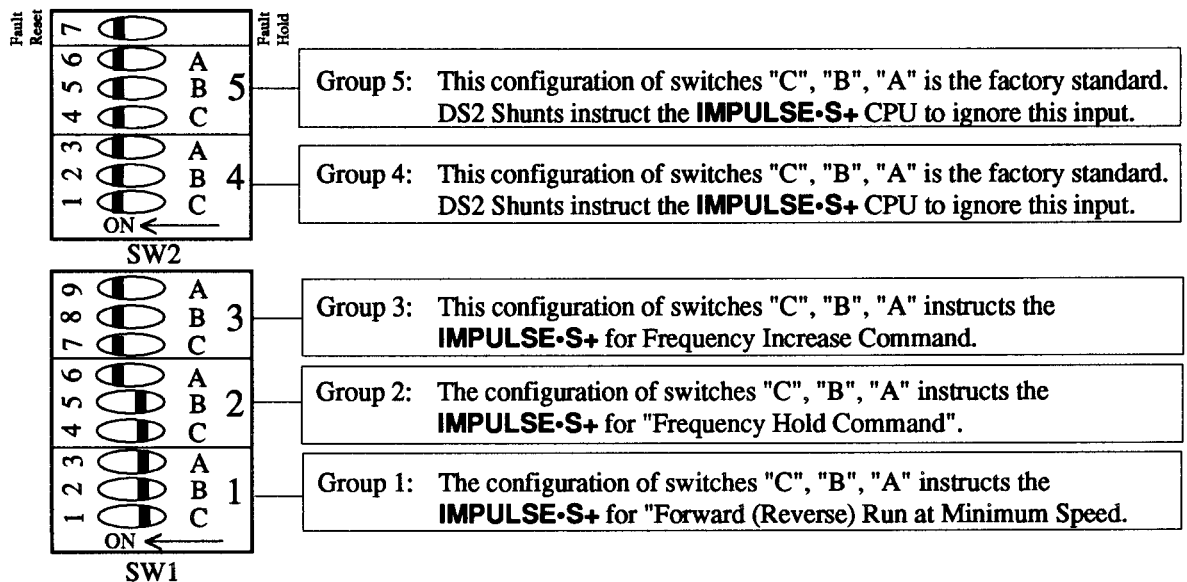 Fault Reset
7
Fault Hold
6 A
5 B 5
4 C
Group 5: This configuration of switches "C", "B", "A" is the factory standard.
DS2 Shunts instruct the IMPULSE•S+ CPU to ignore this input.
3 A
2 B 4
1 C
Group 4: This configuration of switches "C", "B", "A" is the factory standard.
DS2 Shunts instruct the IMPULSE•S+ CPU to ignore this input.
ON
SW2
9 A
8 B 3
7 C
Group 3: This configuration of switches "C", "B", "A" instructs the
IMPULSE•S+ for Frequency Increase Command.
6 A
5 B 2
4 C
Group 2: The configuration of switches "C", "B", "A" instructs the
IMPULSE•S+ for "Frequency Hold Command".
3 A
2 B 1
1 C
Group 1: The configuration of switches "C", "B", "A" instructs the
IMPULSE•S+ for "Forward (Reverse) Run at Minimum Speed.
ON
SW1